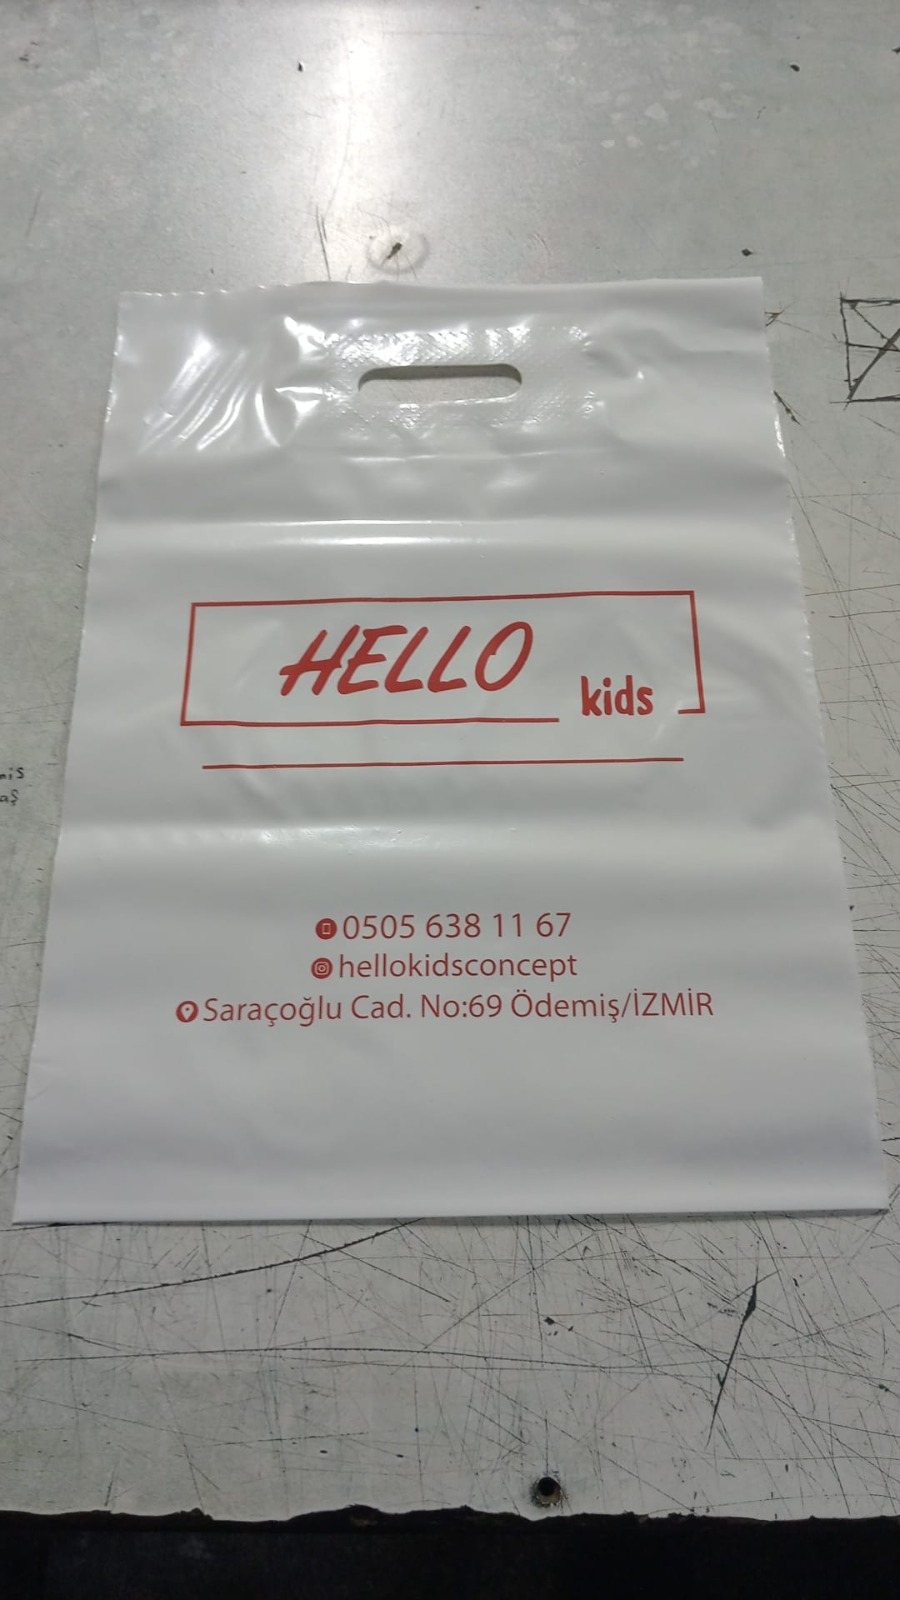 HELLO
kids
0505 638 11 67
hellokidsconcept
Saraçoğlu Cad. No:69 Ödemiş/İZMİR